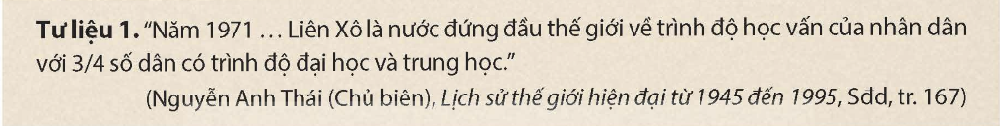 Tư liệu 1. “Năm 1971 … Liên Xô là nước đứng đầu thế giới về trình độ học vấn của nhân dân
với 3/4 số dân có trình độ đại học và trung học.”
(Nguyễn Anh Thái (Chủ biên), Lịch sử thế giới hiện đại từ 1945 đến 1995, Sđd, tr. 167)